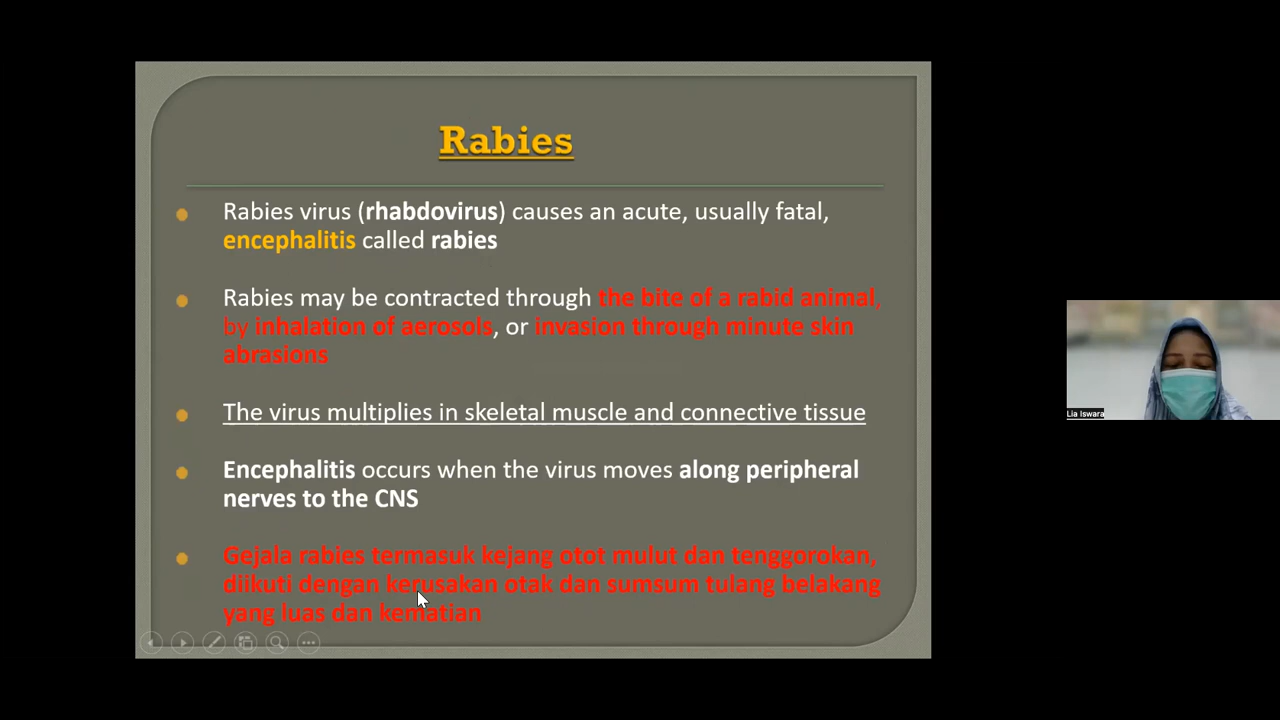 Rabies
Rabies virus (rhabdovirus) causes an acute, usually fatal,
encephalitis called rabies
Rabies may be contracted through the bite of a rabid animal,
by inhalation of aerosols, or invasion through minute skin
abrasions
The virus multiplies in skeletal muscle and connective tissue
Encephalitis occurs when the virus moves along peripheral
nerves to the CNS
Gejala rabies termasuk kejang otot mulut dan tenggorokan,
diikuti dengan kerusakan otak dan sumsum tulang belakang
yang luas dan kematian
Lia Iswara